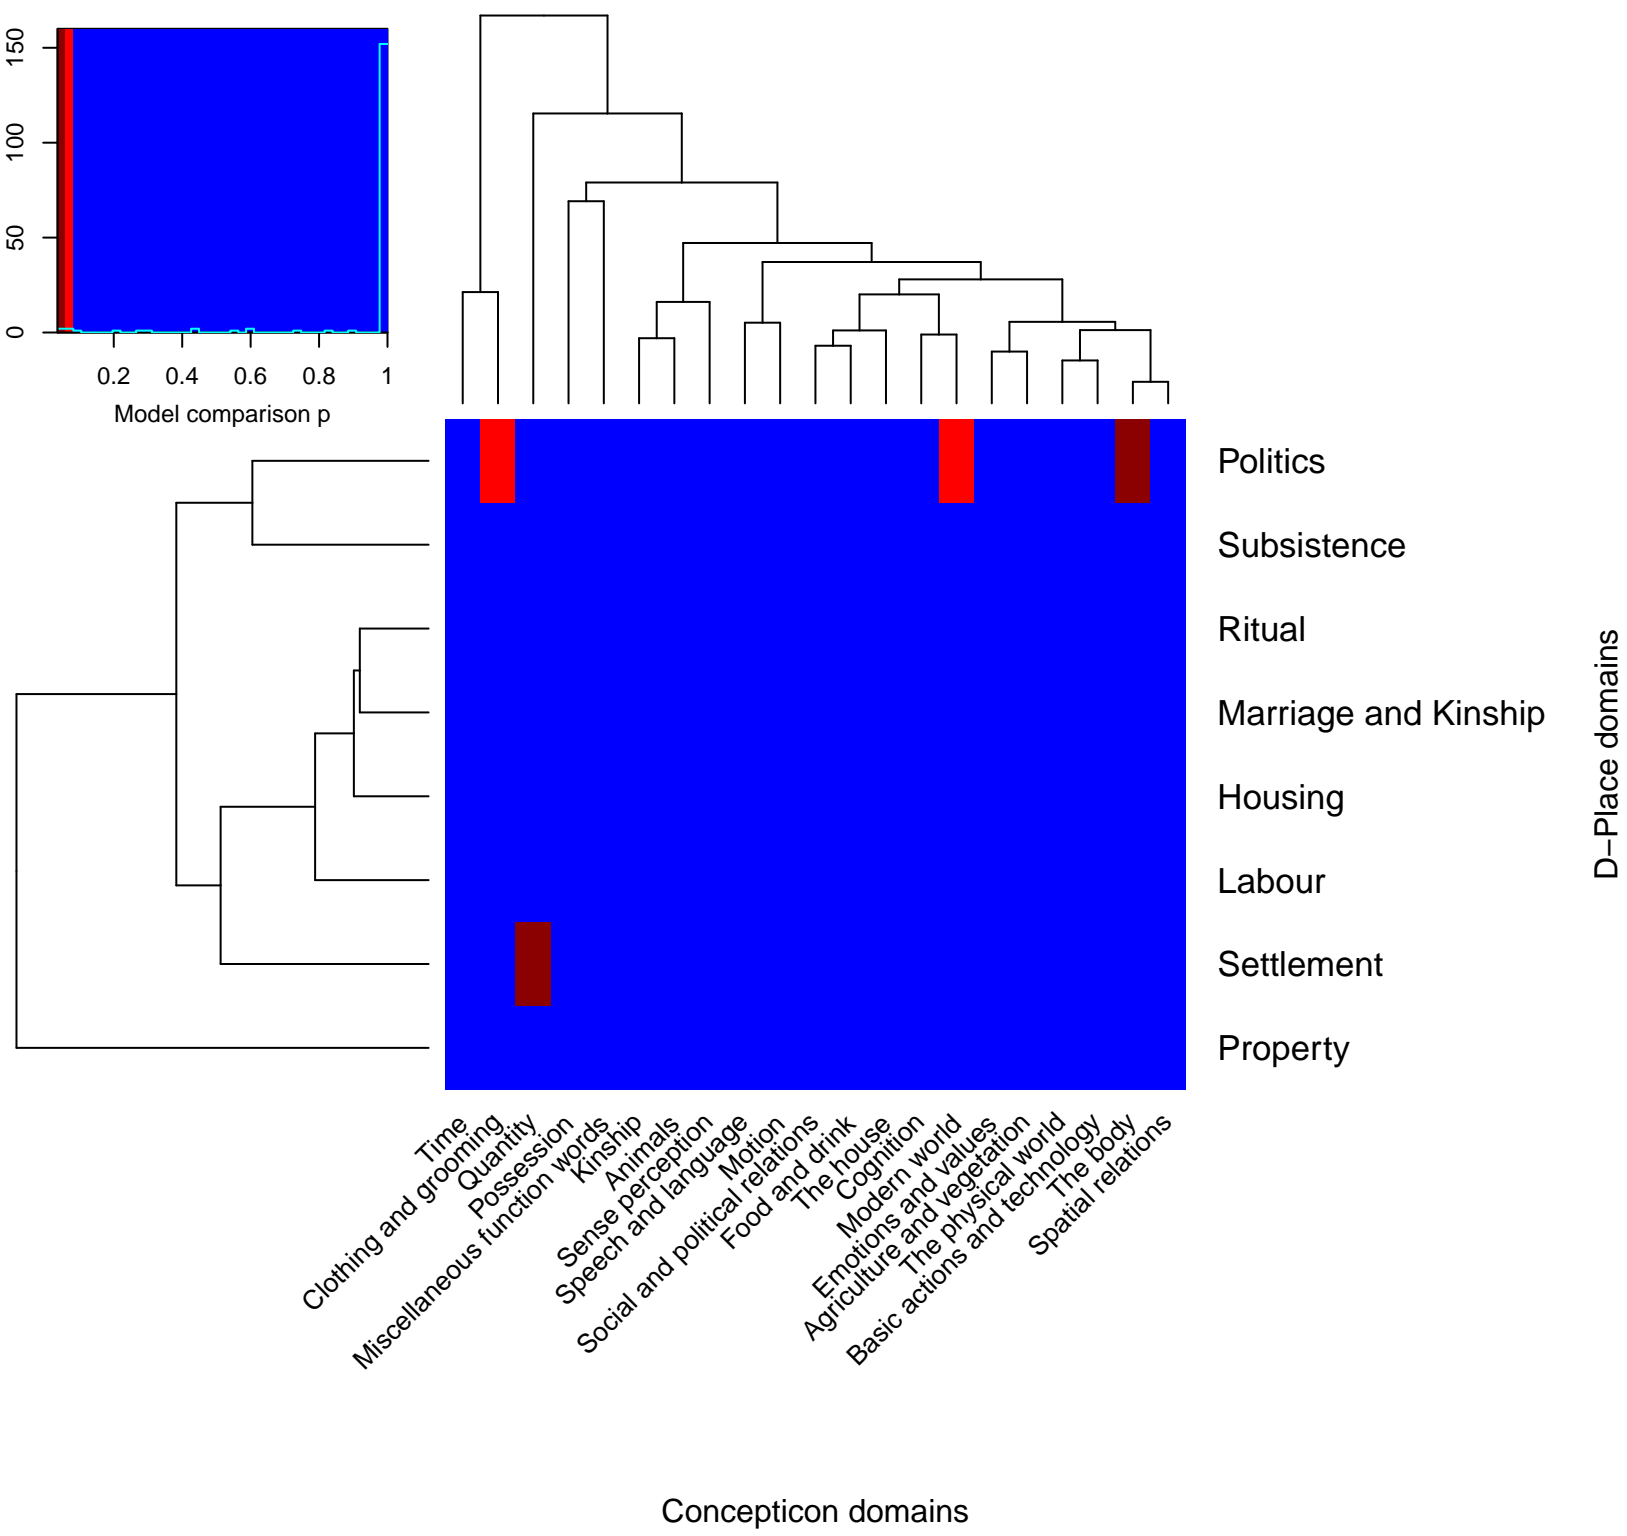 150
100
50
0
0.2 0.4 0.6 0.8 1
Model comparison p
Politics
Subsistence
Ritual
Marriage and Kinship
Housing
Labour
Settlement
Property
D−Place domains
Time
Clothing and grooming
Quantity
Possession
Miscellaneous function words
Kinship
Animals
Sense perception
Speech and language
Motion
Social and political relations
Food and drink
The house
Cognition
Modern world
Emotions and values
Agriculture and vegetation
The physical world
Basic actions and technology
The body
Spatial relations
Concepticon domains